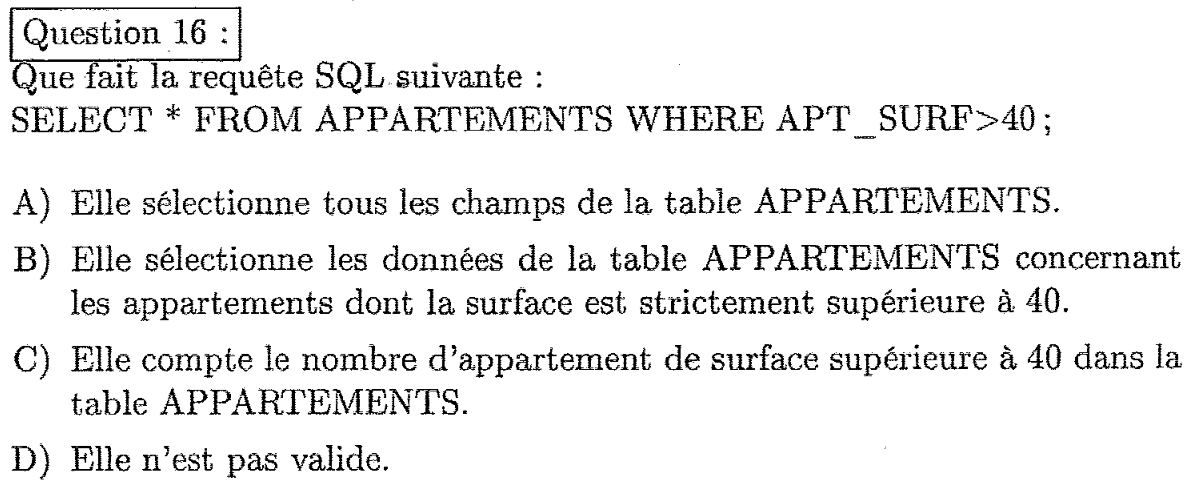 Question 16 :
Que fait la requête SQL suivante :
SELECT * FROM APPARTEMENTS WHERE APT_SURF>40 ;
A) Elle sélectionne tous les champs de la table APPARTEMENTS.
B) Elle sélectionne les données de la table APPARTEMENTS concernant
les appartements dont la surface est strictement supérieure à 40.
C) Elle compte le nombre d'appartement de surface supérieure à 40 dans la
table APPARTEMENTS.
D) Elle n'est pas valide.